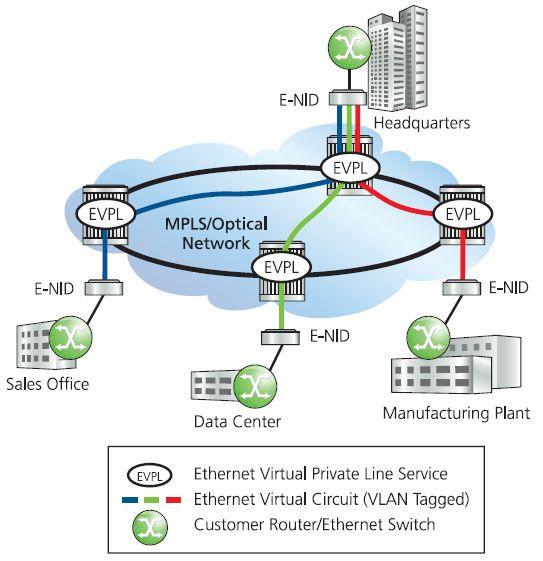 E-NID
Headquarters
EVPL
EVPL
MPLS/Optical
Network
EVPL
EVPL
E-NID
E-NID
E-NID
Sales Office
Data Center
Manufacturing Plant
EVPL Ethernet Virtual Private Line Service
Ethernet Virtual Circuit (VLAN Tagged)
Customer Router/Ethernet Switch